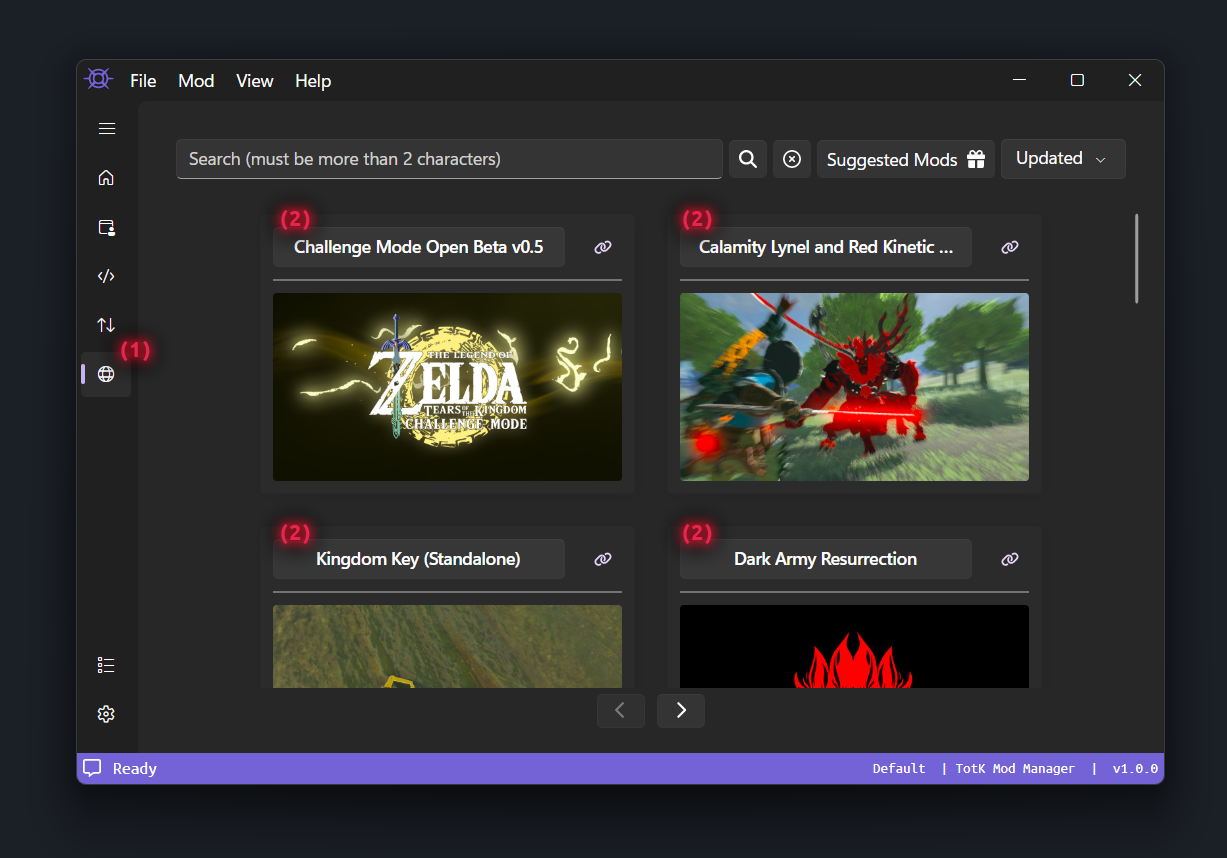 File Mod View Help
Search (must be more than 2 characters)
Suggested Mods
Updated
(1)
(2)
Challenge Mode Open Beta v0.5
(2)
Calamity Lynel and Red Kinetic ...
THE LEGEND OF
ZELDA
TEARS OF THE KINGDOM
CHALLENGE MODE
(2)
Kingdom Key (Standalone)
(2)
Dark Army Resurrection
Ready
Default | TotK Mod Manager | v1.0.0